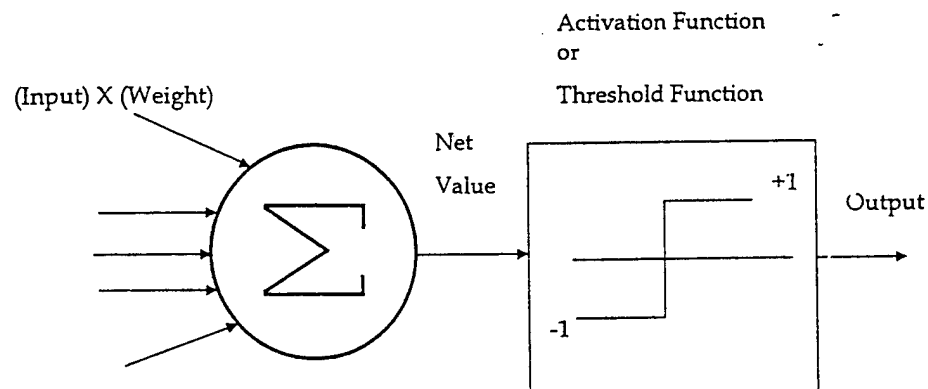 Activation Function
or
Threshold Function
(Input) X (Weight)
Net
Value
Σ
+1
-1
Output